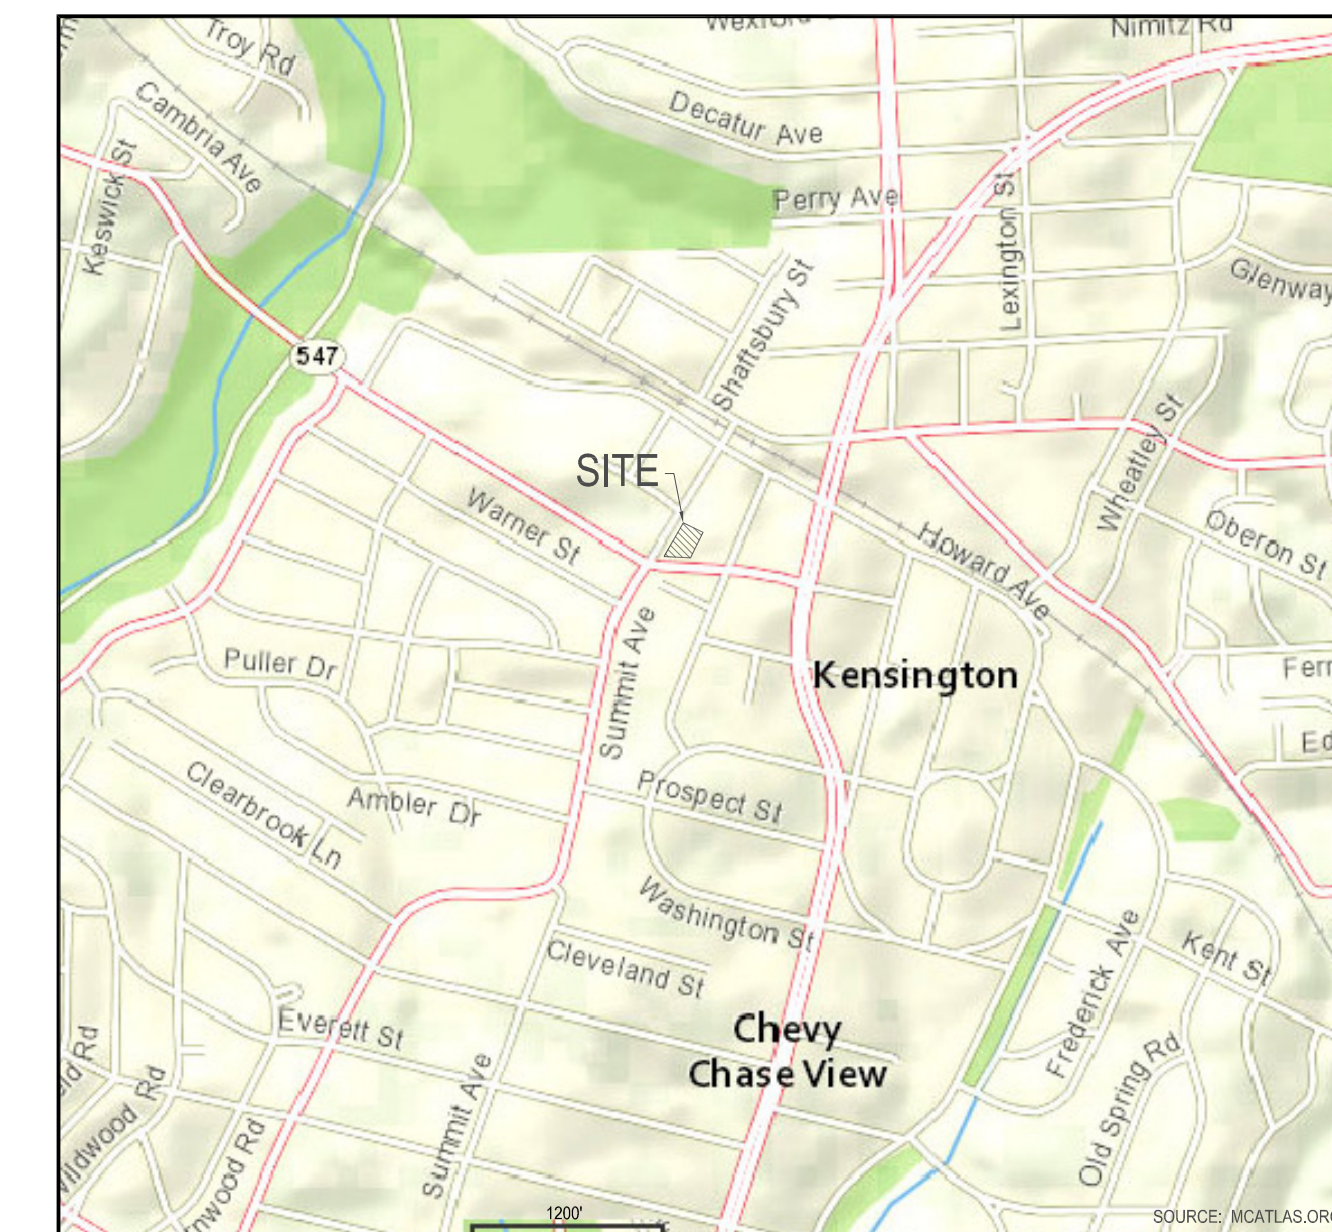 Nimitz Rd
Troy Rd
Cambria Ave
Decatur Ave
Perry Ave
Keswick St
Lexington St
Glenway
Shaftsbury St
547
Wheatley St
SITE
Warner St
Oberon St
Howard Ave
Puller Dr
Summit Ave
Kensington
Clearbrook Ln
Ambler Dr
Prospect St
Washington St
Cleveland St
Frederick Ave
Kent St
Everett St
Chevy
Chase View
Summit Ave
Old Spring Rd
1200'
SOURCE: MCATLAS.OR